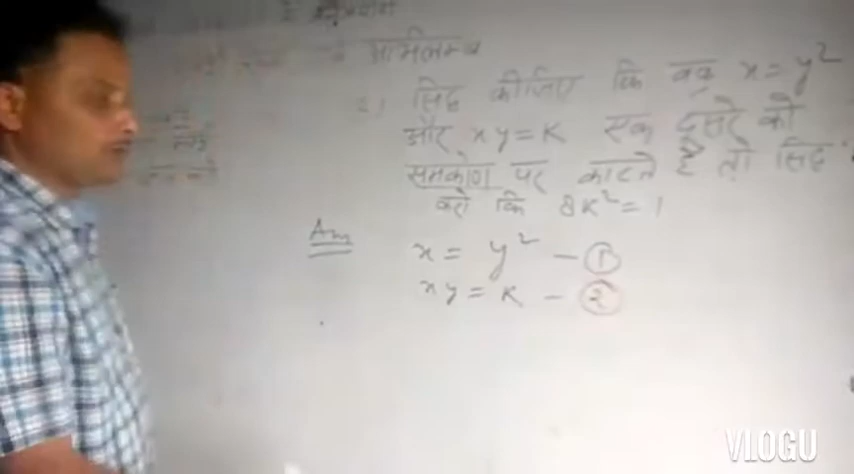 अभिलम्ब
सिद्ध कीजिए कि वक्र x = y²
और xy = K एक दूसरे को
समकोण पर काटते है तो सिद्ध
करो कि 8K² = 1
Ans
x = y² — ①
xy = K — ②
VLOGU